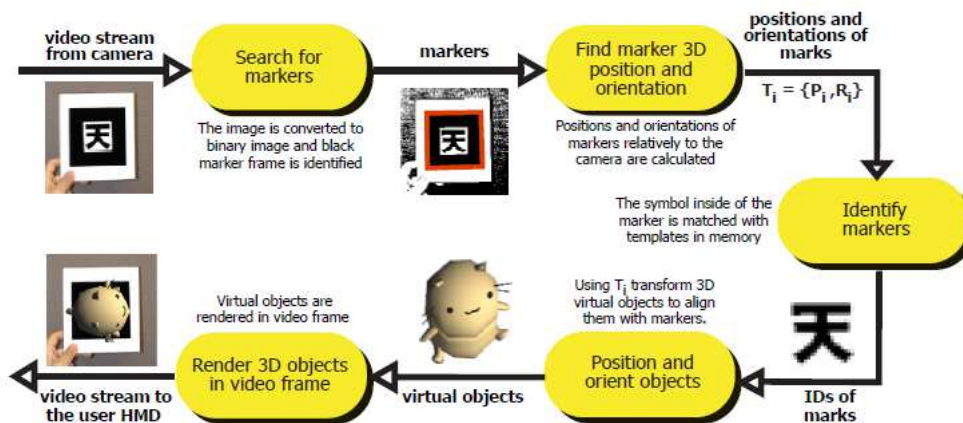 video stream
from camera
Search for
markers
markers
Find marker 3D
position and
orientation
positions and
orientations of
marks
T_i = {P_i ,R_i}
天
The image is converted to
binary image and black
marker frame is identified
天
Positions and orientations of
markers relatively to the
camera are calculated
The symbol inside of the
marker is matched with
templates in memory
Identify
markers
Using T_i transform 3D
virtual objects to align
them with markers.
天
IDs of
marks
Position and
orient objects
virtual objects
Virtual objects are
rendered in video frame
Render 3D objects
in video frame
video stream to
the user HMD